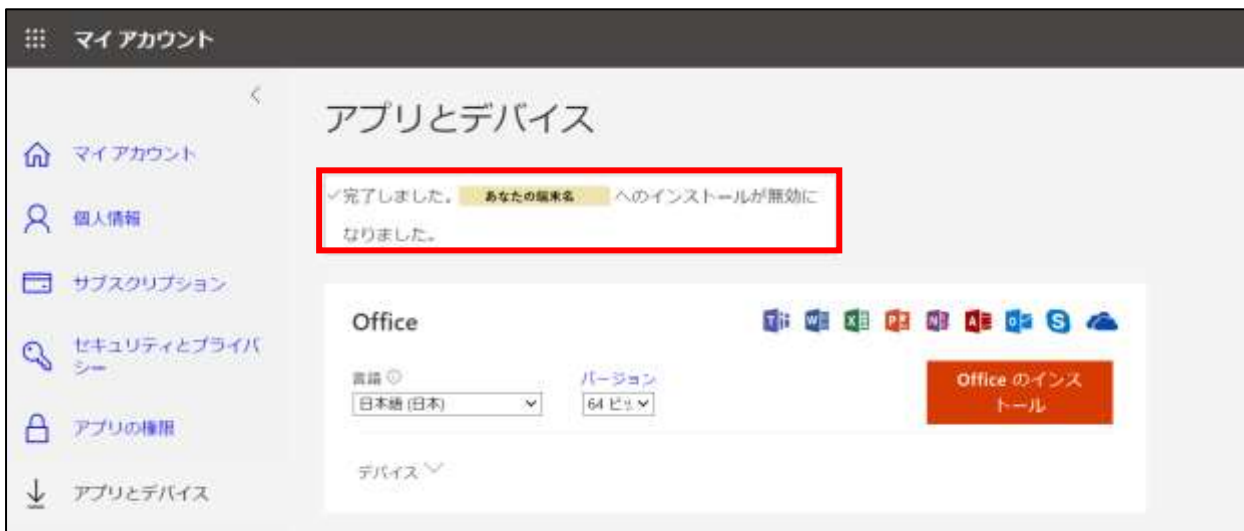 マイ アカウント
アプリとデバイス
マイ アカウント
個人情報
サブスクリプション
セキュリティとプライバ
シー
アプリの権限
アプリとデバイス
✓完了しました。 あなたの端末名 へのインストールが無効に
なりました。
Office
言語
バージョン
日本語 (日本)
64 ビッ
Office のインス
トール
デバイス